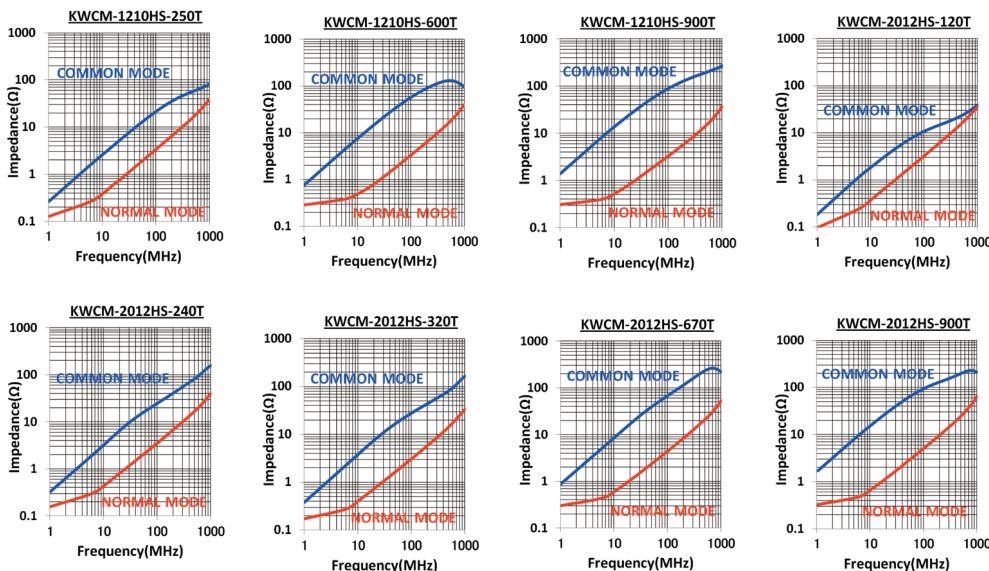 KWCM-1210HS-250T
1000
100
10
1
0.1
Impedance(Ω)
COMMON MODE
NORMAL MODE
1 10 100 1000
Frequency(MHz)
KWCM-1210HS-600T
1000
100
10
1
0.1
Impedance(Ω)
COMMON MODE
NORMAL MODE
1 10 100 1000
Frequency(MHz)
KWCM-1210HS-900T
1000
100
10
1
0.1
Impedance(Ω)
COMMON MODE
NORMAL MODE
1 10 100 1000
Frequency(MHz)
KWCM-2012HS-120T
1000
100
10
1
0.1
Impedance(Ω)
COMMON MODE
NORMAL MODE
1 10 100 1000
Frequency(MHz)
KWCM-2012HS-240T
1000
100
10
1
0.1
Impedance(Ω)
COMMON MODE
NORMAL MODE
1 10 100 1000
Frequency(MHz)
KWCM-2012HS-320T
1000
100
10
1
0.1
Impedance(Ω)
COMMON MODE
NORMAL MODE
1 10 100 1000
Frequency(MHz)
KWCM-2012HS-670T
1000
100
10
1
0.1
Impedance(Ω)
COMMON MODE
NORMAL MODE
1 10 100 1000
Frequency(MHz)
KWCM-2012HS-900T
1000
100
10
1
0.1
Impedance(Ω)
COMMON MODE
NORMAL MODE
1 10 100 1000
Frequency(MHz)